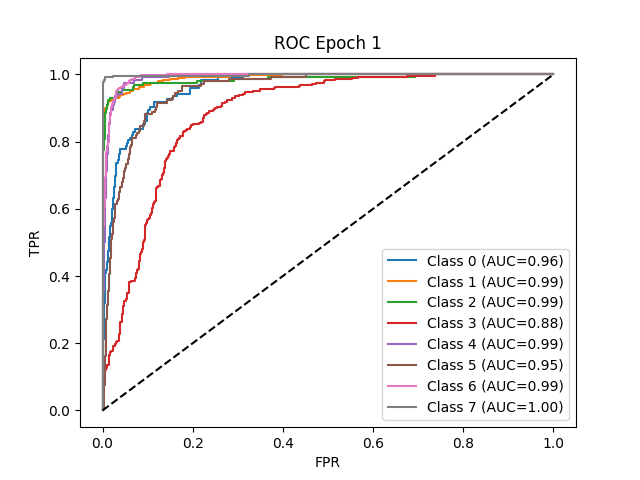 ROC Epoch 1
1.0
0.8
0.6
0.4
0.2
0.0
TPR
0.0 0.2 0.4 0.6 0.8 1.0
FPR
Class 0 (AUC=0.96)
Class 1 (AUC=0.99)
Class 2 (AUC=0.99)
Class 3 (AUC=0.88)
Class 4 (AUC=0.99)
Class 5 (AUC=0.95)
Class 6 (AUC=0.99)
Class 7 (AUC=1.00)